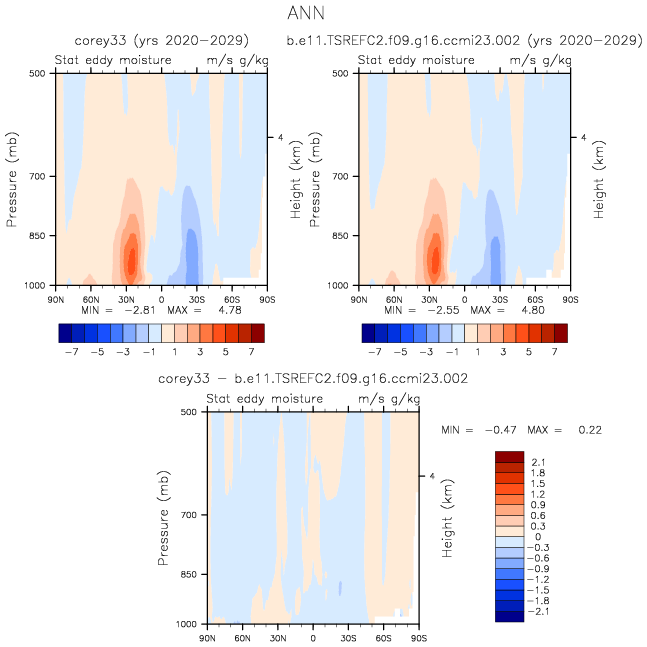 ANN
corey33 (yrs 2020-2029)
b.e11.TSREFC2.f09.g16.ccmi23.002 (yrs 2020-2029)
Stat eddy moisture m/s g/kg
Stat eddy moisture m/s g/kg
500
700
850
1000
Pressure (mb)
4
Height (km)
90N 60N 30N 0 30S 60S 90S
MIN = -2.81 MAX = 4.78
-7 -5 -3 -1 1 3 5 7
500
700
850
1000
Pressure (mb)
4
Height (km)
90N 60N 30N 0 30S 60S 90S
MIN = -2.55 MAX = 4.80
-7 -5 -3 -1 1 3 5 7
corey33 - b.e11.TSREFC2.f09.g16.ccmi23.002
Stat eddy moisture m/s g/kg
500
700
850
1000
Pressure (mb)
4
Height (km)
90N 60N 30N 0 30S 60S 90S
MIN = -0.47 MAX = 0.22
2.1
1.8
1.5
1.2
0.9
0.6
0.3
0
-0.3
-0.6
-0.9
-1.2
-1.5
-1.8
-2.1